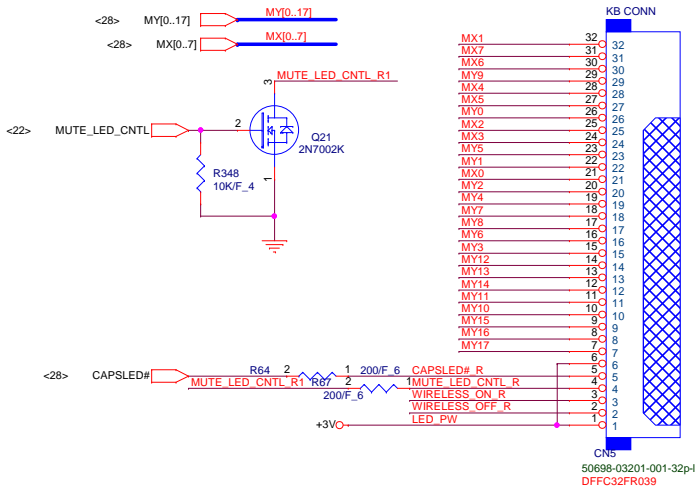 <28> MY[0..17] MY[0..17]
<28> MX[0..7] MX[0..7]
KB CONN
3 MUTE_LED_CNTL_R1
<22> MUTE_LED_CNTL 2
Q21
2N7002K
1
R348
10K/F_4
MX1 32 32
MX7 31 31
MX6 30 30
MY9 29 29
MX4 28 28
MX5 27 27
MY0 26 26
MX2 25 25
MX3 24 24
MY5 23 23
MY1 22 22
MX0 21 21
MY2 20 20
MY4 19 19
MY7 18 18
MY8 17 17
MY6 16 16
MY3 15 15
MY12 14 14
MY13 13 13
MY14 12 12
MY11 11 11
MY10 10 10
MY15 9 9
MY16 8 8
MY17 7 7
6 6
<28> CAPSLED# R64 2 1 200/F_6 CAPSLED#_R 5 5
MUTE_LED_CNTL_R1 R67 2 1 200/F_6 MUTE_LED_CNTL_R 4 4
WIRELESS_ON_R 3 3
WIRELESS_OFF_R 2 2
+3V LED_PW 1 1
CN5
50698-03201-001-32p-l
DFFC32FR039